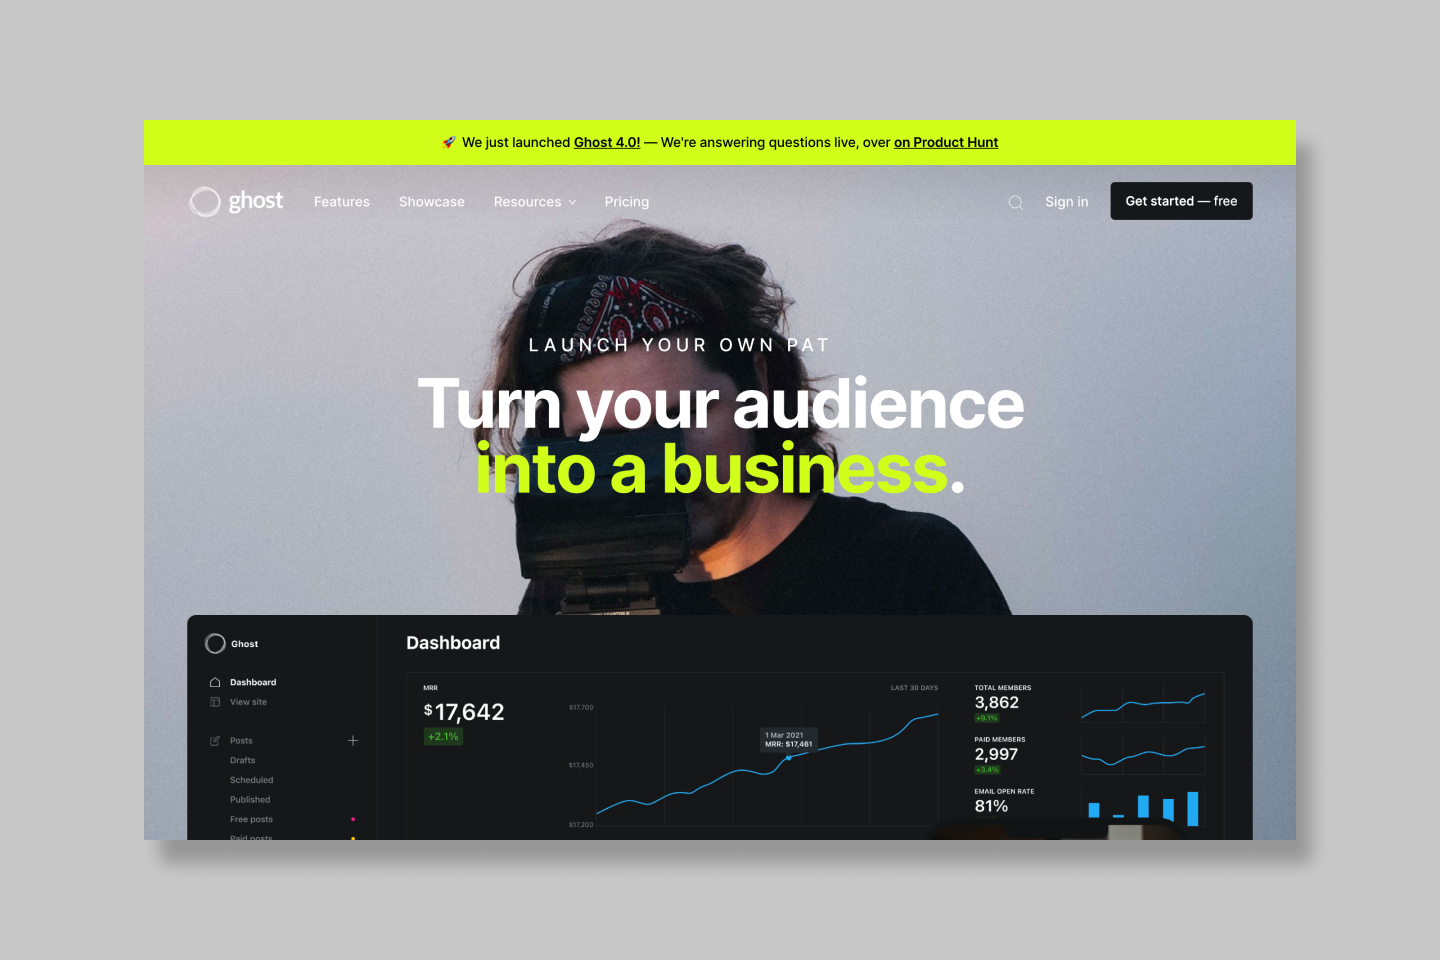 🚀 We just launched Ghost 4.0! — We're answering questions live, over on Product Hunt
ghost Features Showcase Resources Pricing Sign in Get started — free
LAUNCH YOUR OWN PAT
Turn your audience
into a business.
Ghost
Dashboard
View site
Posts
Drafts
Scheduled
Published
Free posts
Paid posts
Dashboard
MRR
$17,642
+2.1%
LAST 30 DAYS
$17,700
$17,450
$17,200
1 Mar 2021
MRR: $17,461
TOTAL MEMBERS
3,862
+9.1%
PAID MEMBERS
2,997
+3.4%
EMAIL OPEN RATE
81%